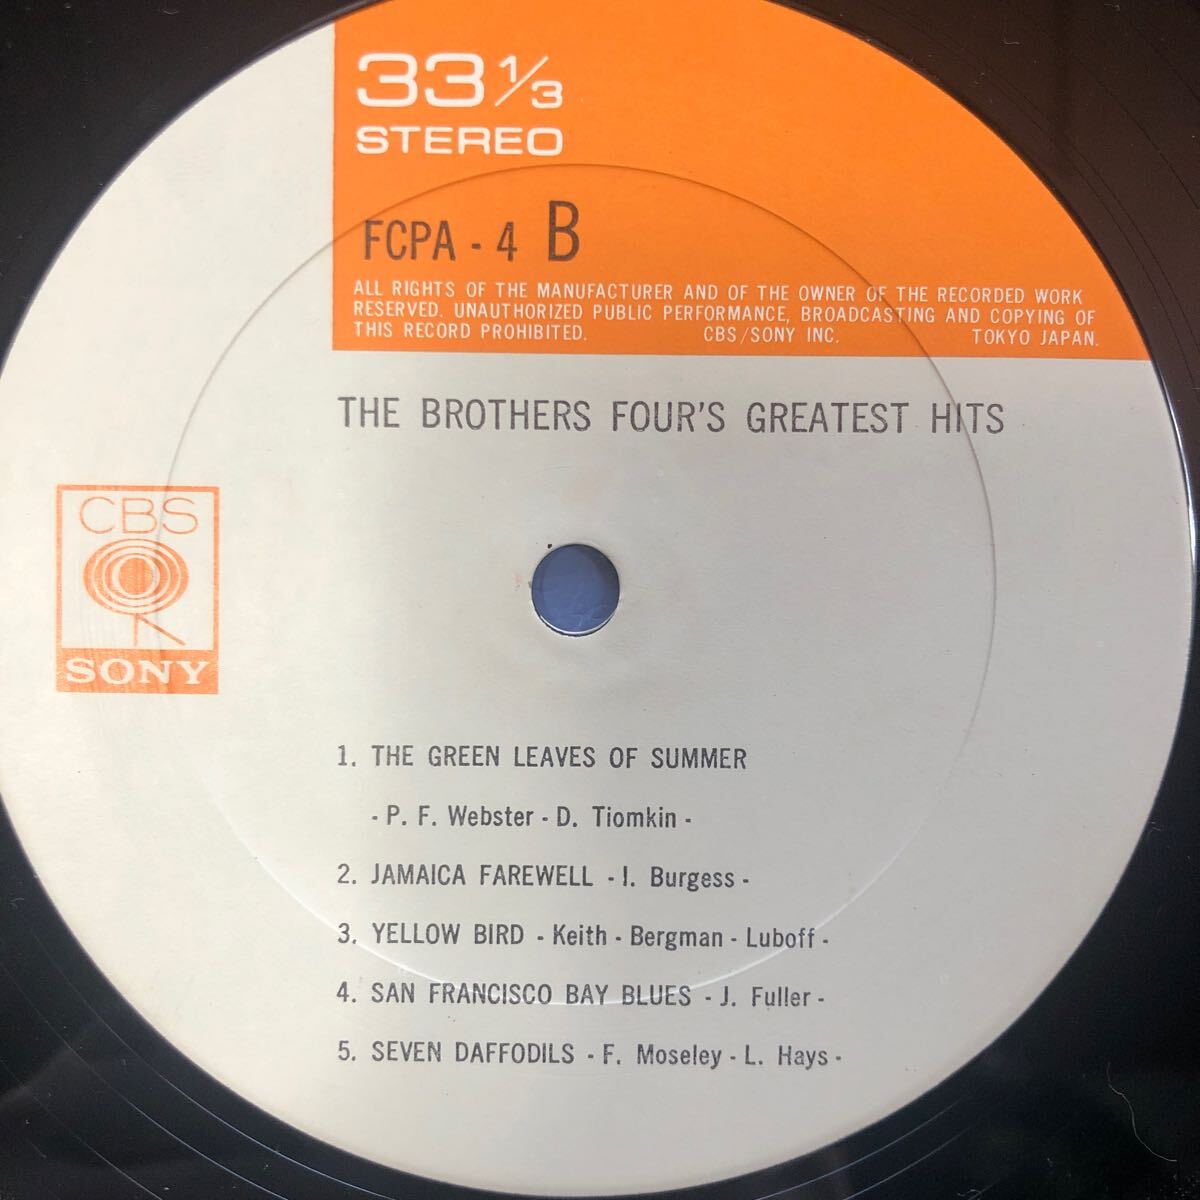 33 1/3
STEREO
FCPA - 4 B
ALL RIGHTS OF THE MANUFACTURER AND OF THE OWNER OF THE RECORDED WORK
RESERVED. UNAUTHORIZED PUBLIC PERFORMANCE, BROADCASTING AND COPYING OF
THIS RECORD PROHIBITED. CBS/SONY INC. TOKYO JAPAN.
THE BROTHERS FOUR'S GREATEST HITS
CBS
SONY
1. THE GREEN LEAVES OF SUMMER
- P. F. Webster - D. Tiomkin -
2. JAMAICA FAREWELL - I. Burgess -
3. YELLOW BIRD - Keith - Bergman - Luboff -
4. SAN FRANCISCO BAY BLUES - J. Fuller -
5. SEVEN DAFFODILS - F. Moseley - L. Hays -